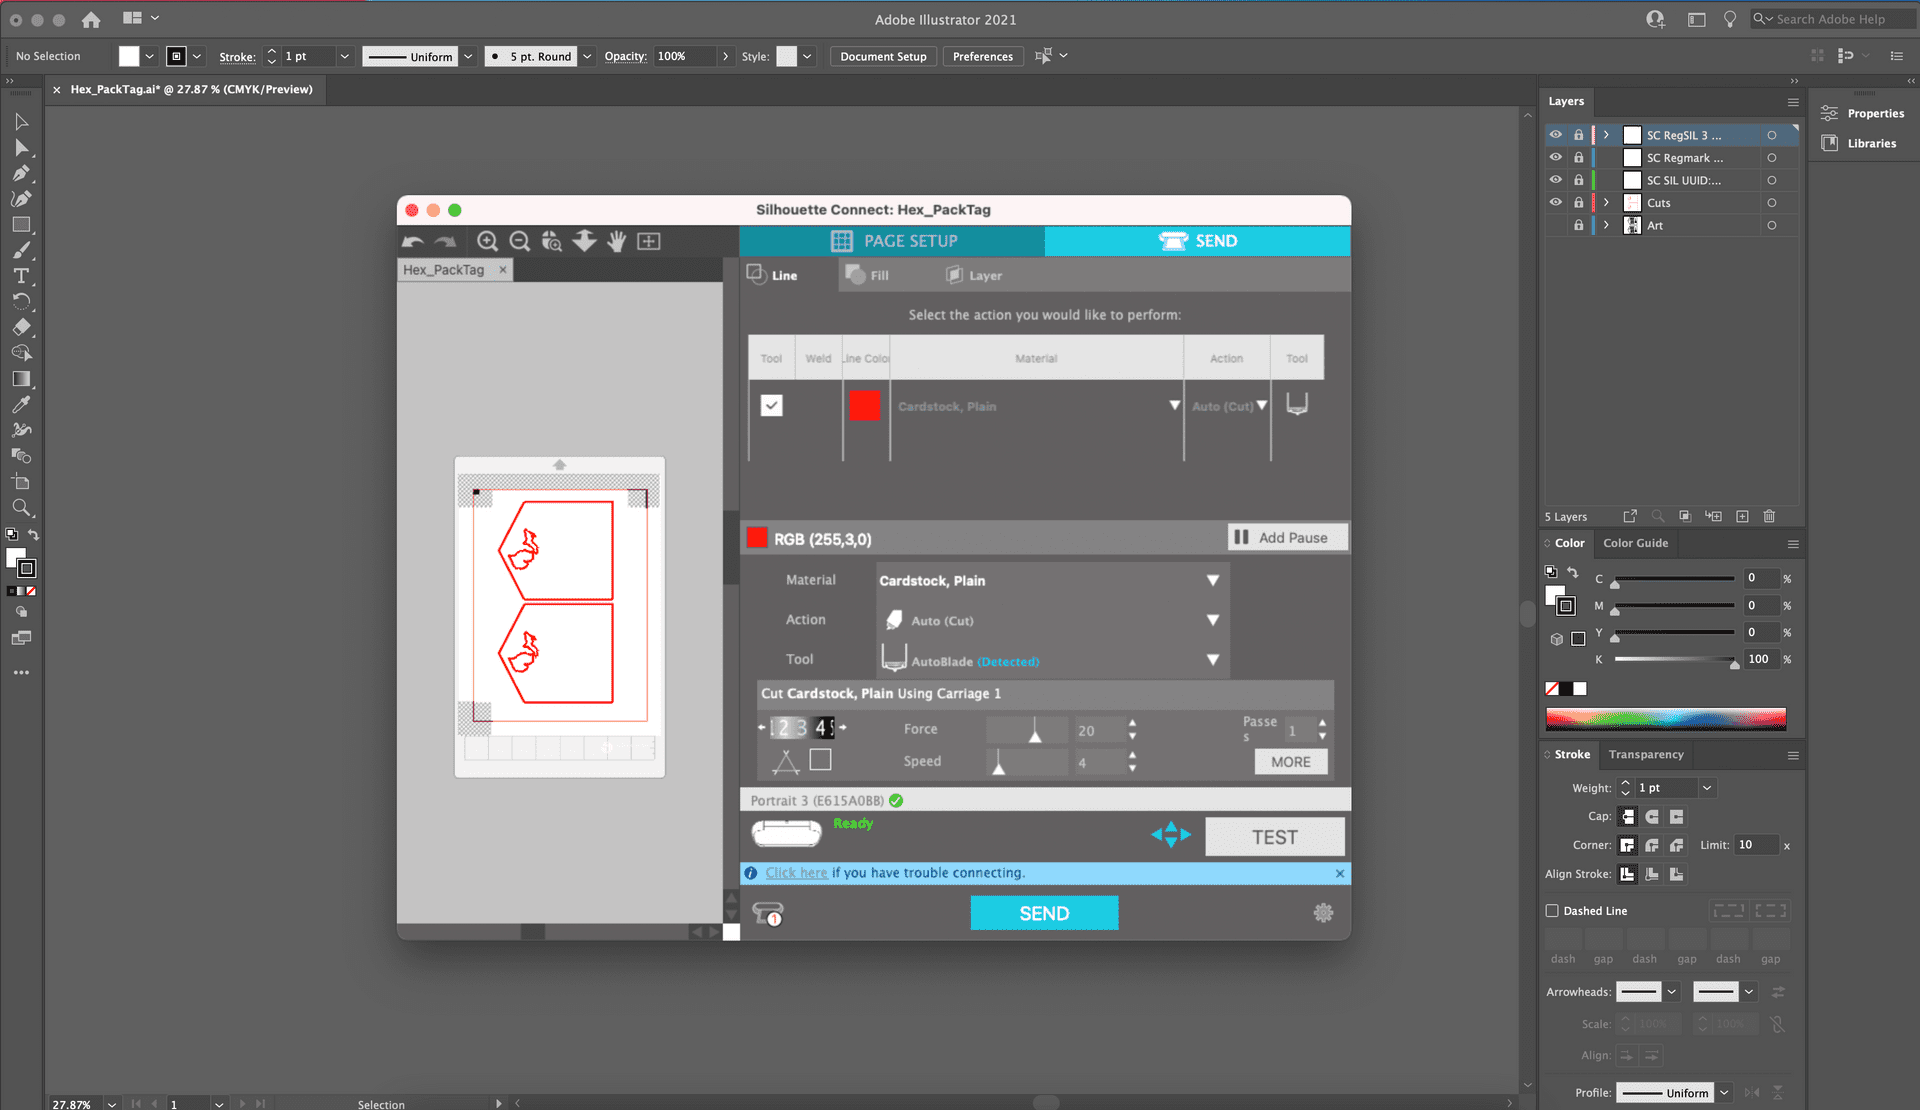 Adobe Illustrator 2021
Search Adobe Help
No Selection
Stroke:
1 pt
Uniform
5 pt. Round
Opacity:
100%
Style:
Document Setup
Preferences
Hex_PackTag.ai* @ 27.87 % (CMYK/Preview)
Silhouette Connect: Hex_PackTag
PAGE SETUP
SEND
Hex_PackTag
Line
Fill
Layer
Select the action you would like to perform:
Tool
Weld
Line Color
Material
Action
Tool
Cardstock, Plain
Auto (Cut)
RGB (255,3,0)
Add Pause
Material
Cardstock, Plain
Action
Auto (Cut)
Tool
AutoBlade (Detected)
Cut Cardstock, Plain Using Carriage 1
2 3 4
Force
20
Passe
s
1
Speed
4
MORE
Portrait 3 (E615A0BB)
Ready
TEST
Click here if you have trouble connecting.
1
SEND
Layers
SC RegSIL 3 ...
SC Regmark ...
SC SIL UUID:...
Cuts
Art
5 Layers
Properties
Libraries
Color
Color Guide
C
0
%
M
0
%
Y
0
%
K
100
%
Stroke
Transparency
Weight:
1 pt
Cap:
Corner:
Limit:
10
x
Align Stroke:
Dashed Line
dash
gap
dash
gap
dash
gap
Arrowheads:
Scale:
100%
100%
Align:
Profile:
Uniform
27.87%
1
Selection